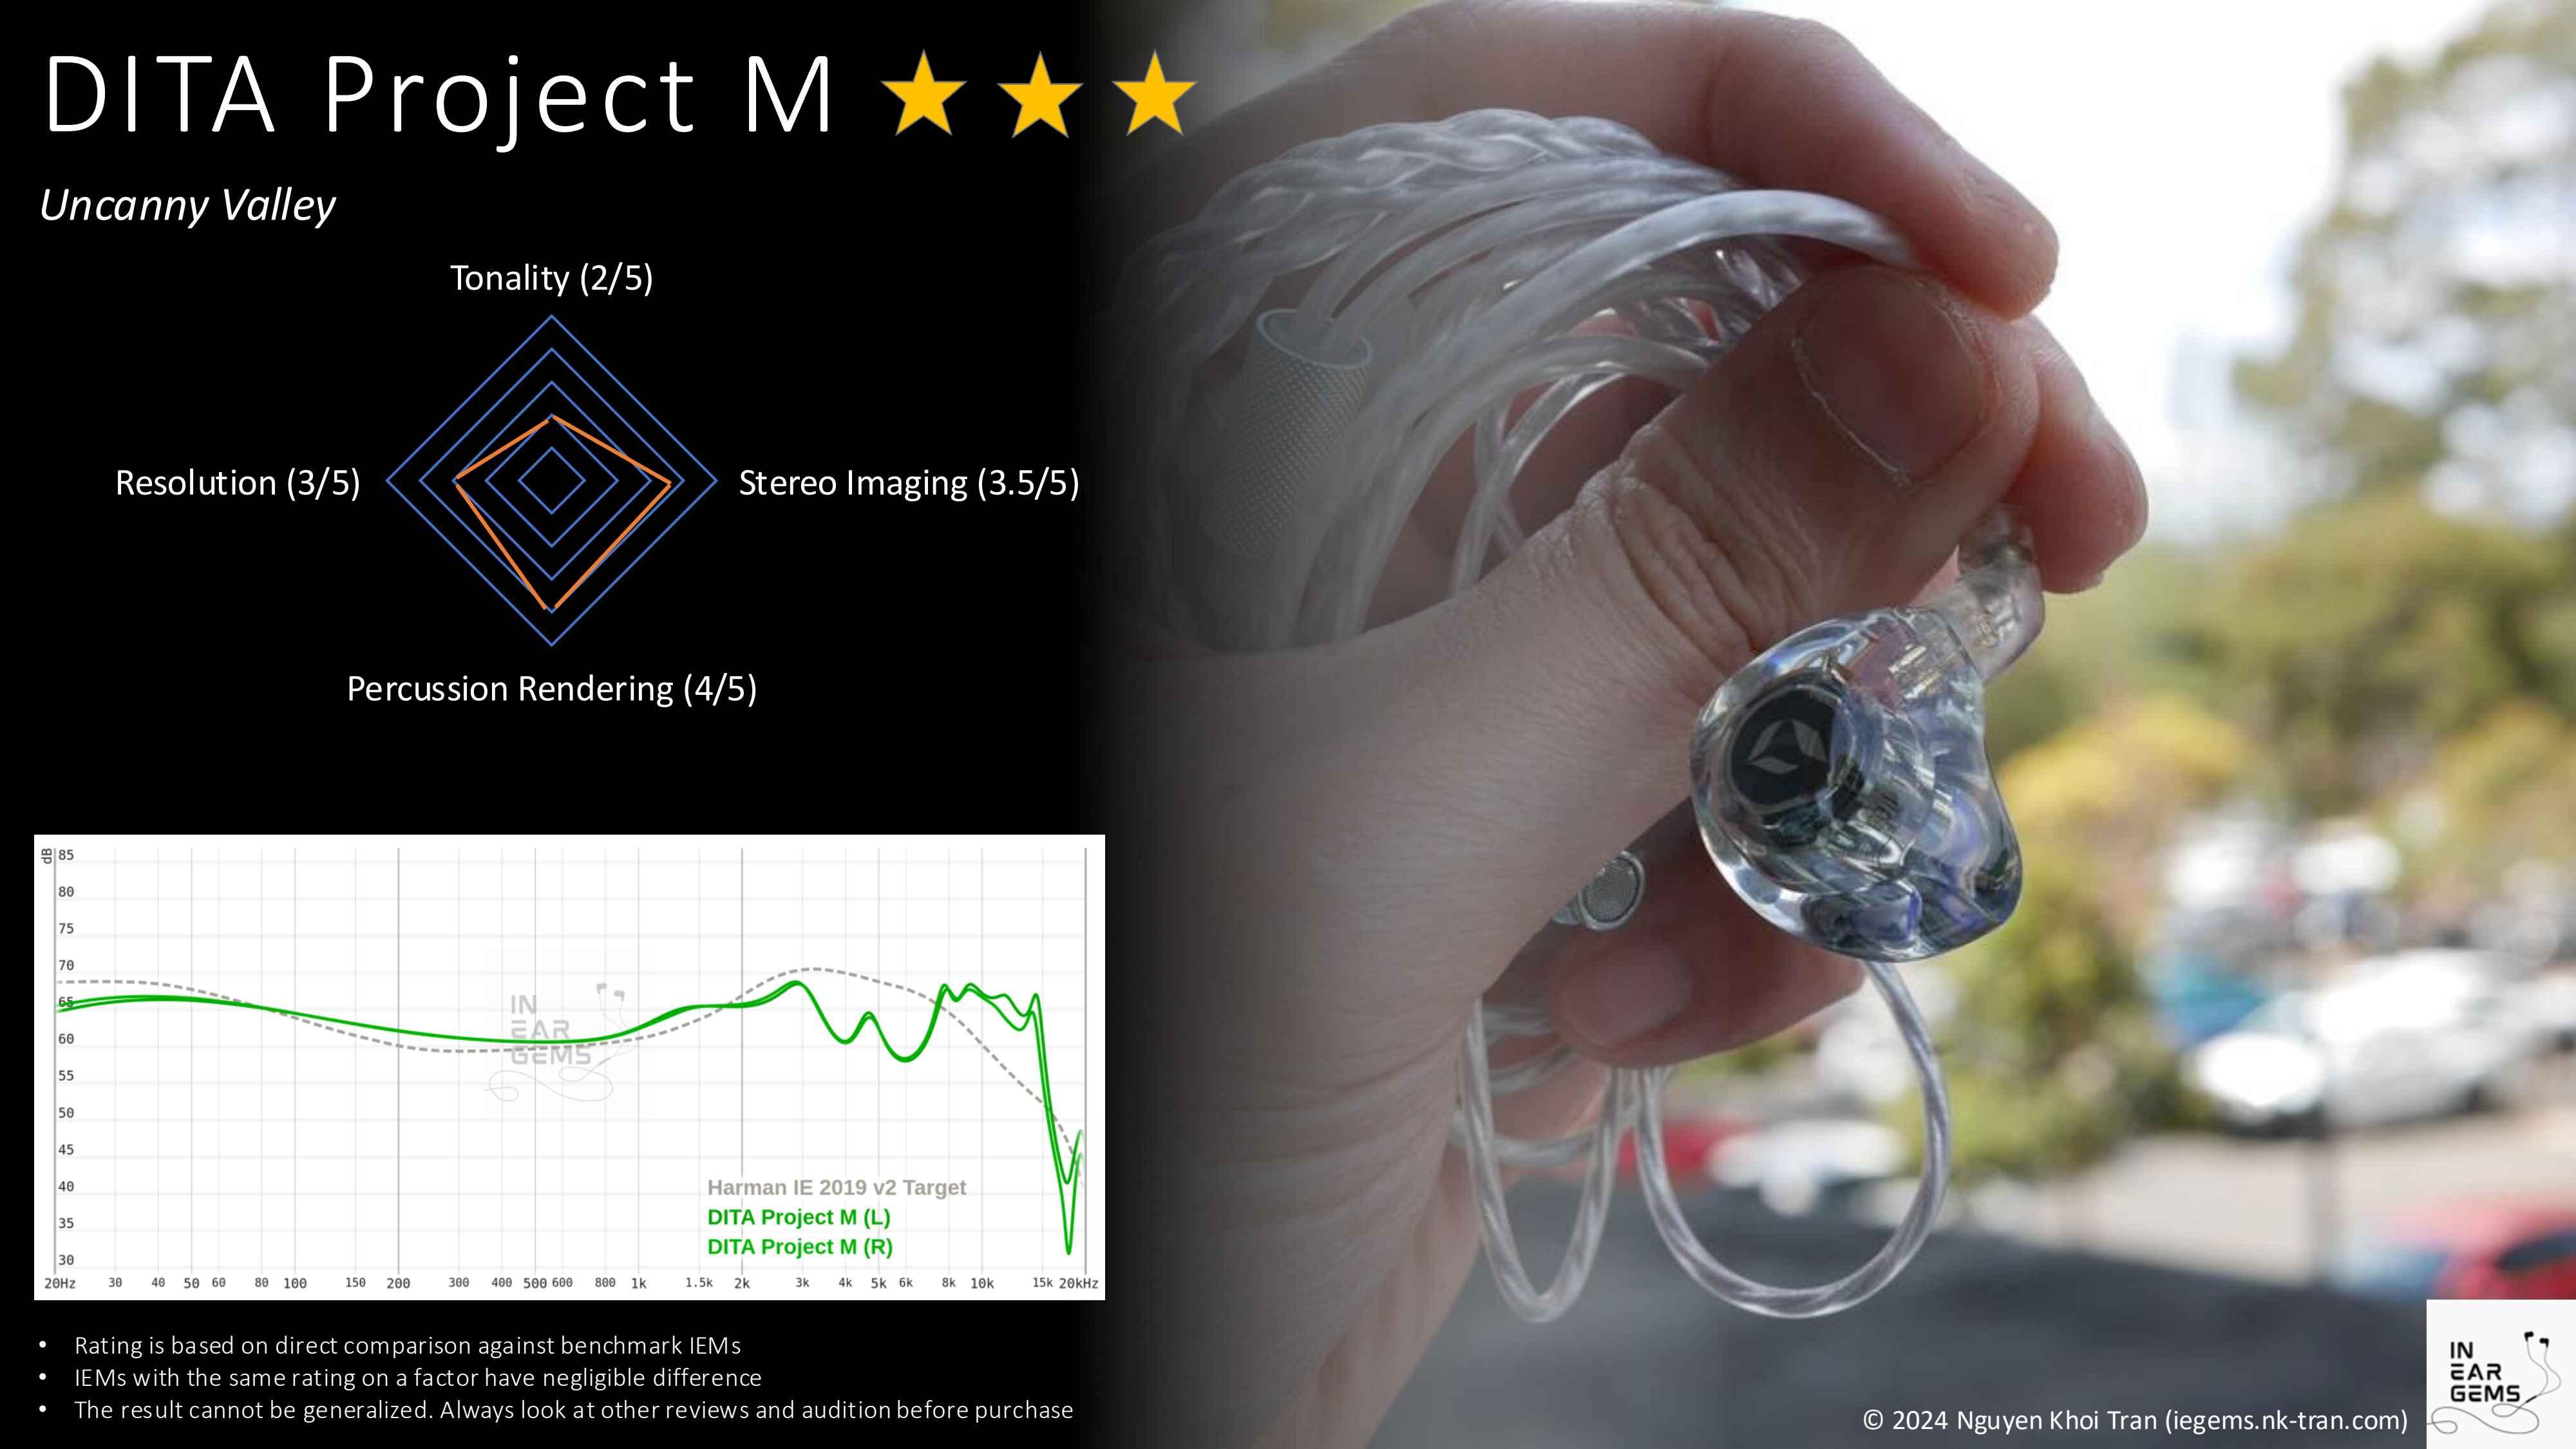 DITA Project M
Uncanny Valley
Tonality (2/5)
Resolution (3/5)
Stereo Imaging (3.5/5)
Percussion Rendering (4/5)
dB
85
80
75
70
65
60
55
50
45
40
35
30
IN
EAR
GEMS
Harman IE 2019 v2 Target
DITA Project M (L)
DITA Project M (R)
20Hz 30 40 50 60 80 100 150 200 300 400 500 600 800 1k 1.5k 2k 3k 4k 5k 6k 8k 10k 15k 20kHz
• Rating is based on direct comparison against benchmark IEMs
• IEMs with the same rating on a factor have negligible difference
• The result cannot be generalized. Always look at other reviews and audition before purchase
© 2024 Nguyen Khoi Tran (iegems.nk-tran.com)
IN
EAR
GEMS